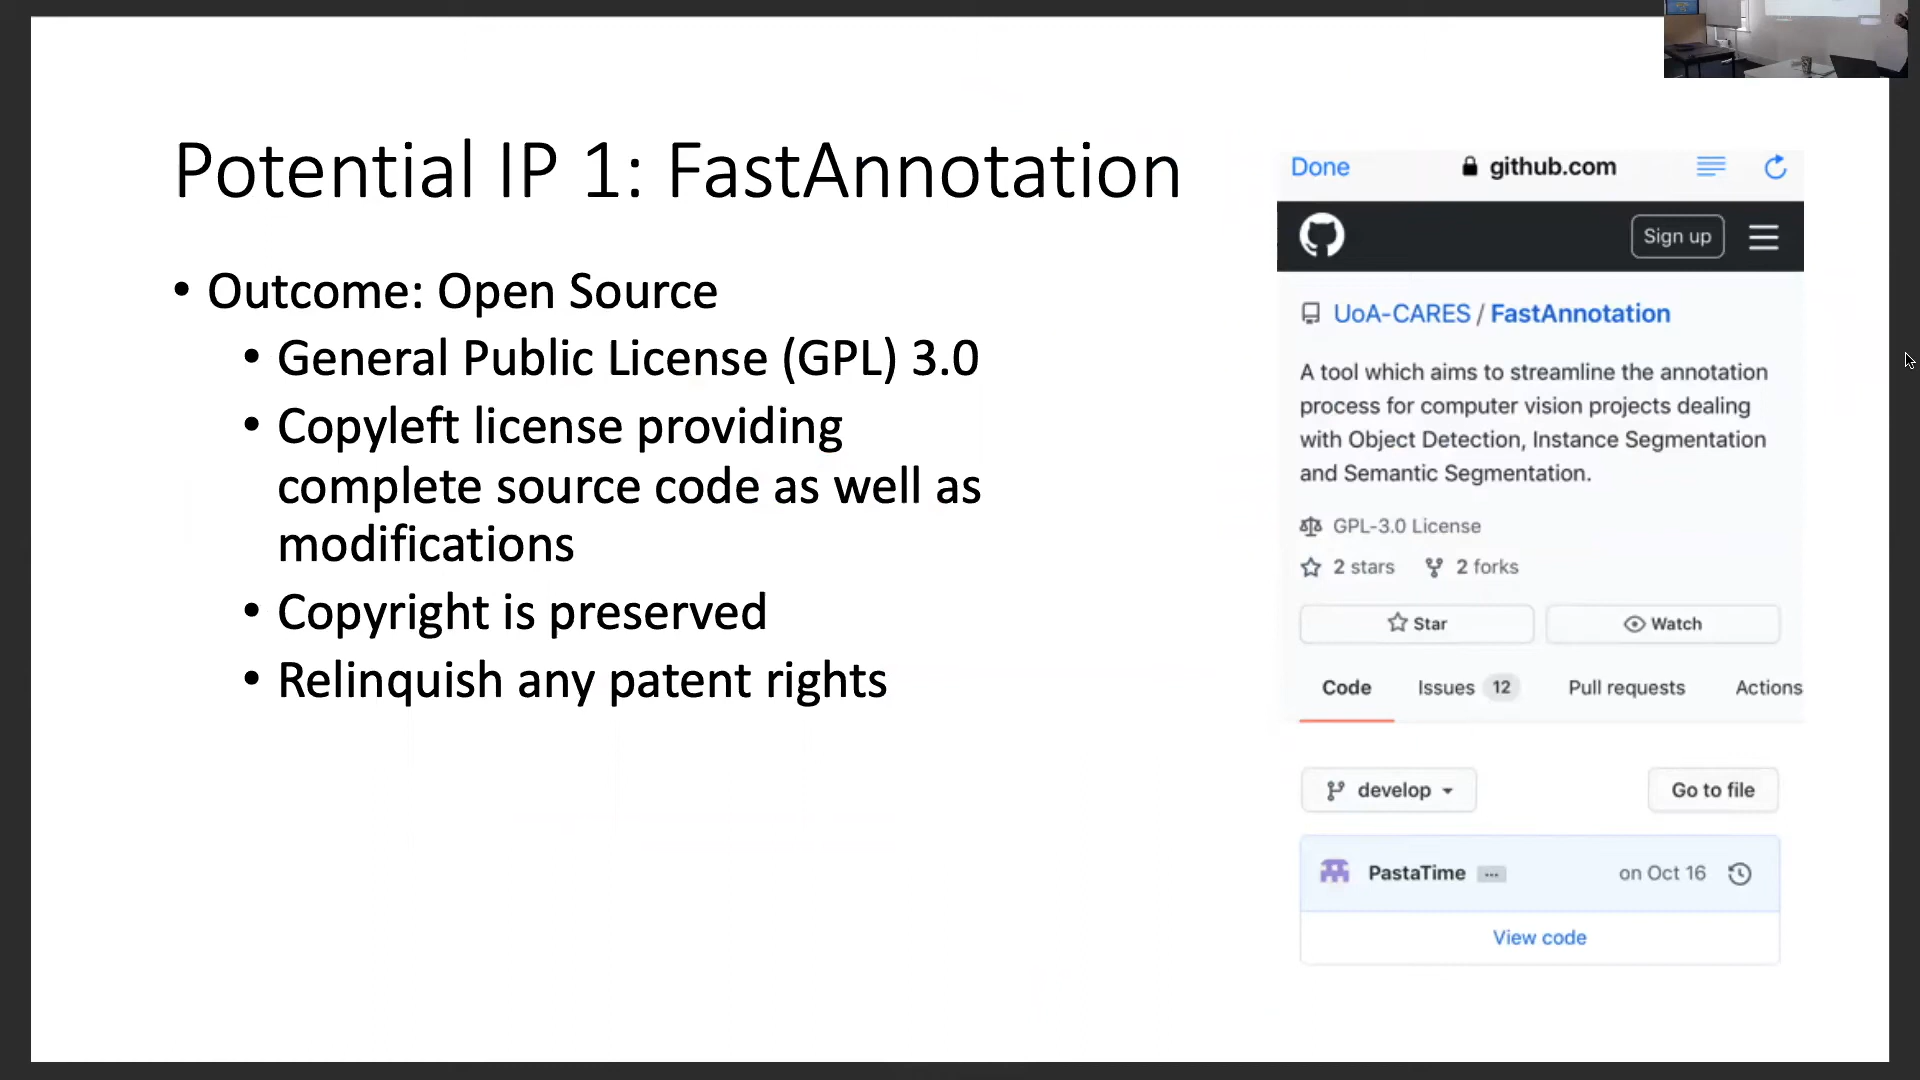 Potential IP 1: FastAnnotation
• Outcome: Open Source
• General Public License (GPL) 3.0
• Copyleft license providing
complete source code as well as
modifications
• Copyright is preserved
• Relinquish any patent rights
Done github.com
Sign up
UoA-CARES / FastAnnotation
A tool which aims to streamline the annotation
process for computer vision projects dealing
with Object Detection, Instance Segmentation
and Semantic Segmentation.
GPL-3.0 License
2 stars 2 forks
Star Watch
Code Issues 12 Pull requests Actions
develop Go to file
PastaTime ... on Oct 16
View code